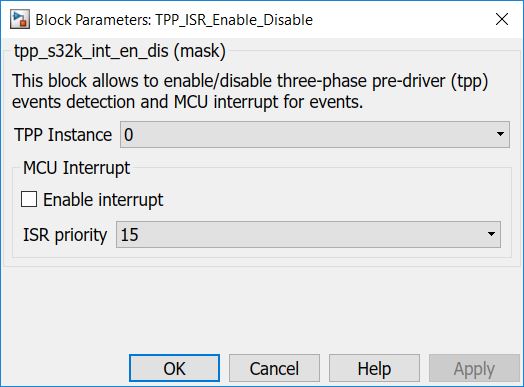 Block Parameters: TPP_ISR_Enable_Disable
tpp_s32k_int_en_dis (mask)
This block allows to enable/disable three-phase pre-driver (tpp)
events detection and MCU interrupt for events.
TPP Instance 0
MCU Interrupt
Enable interrupt
ISR priority 15
OK Cancel Help Apply